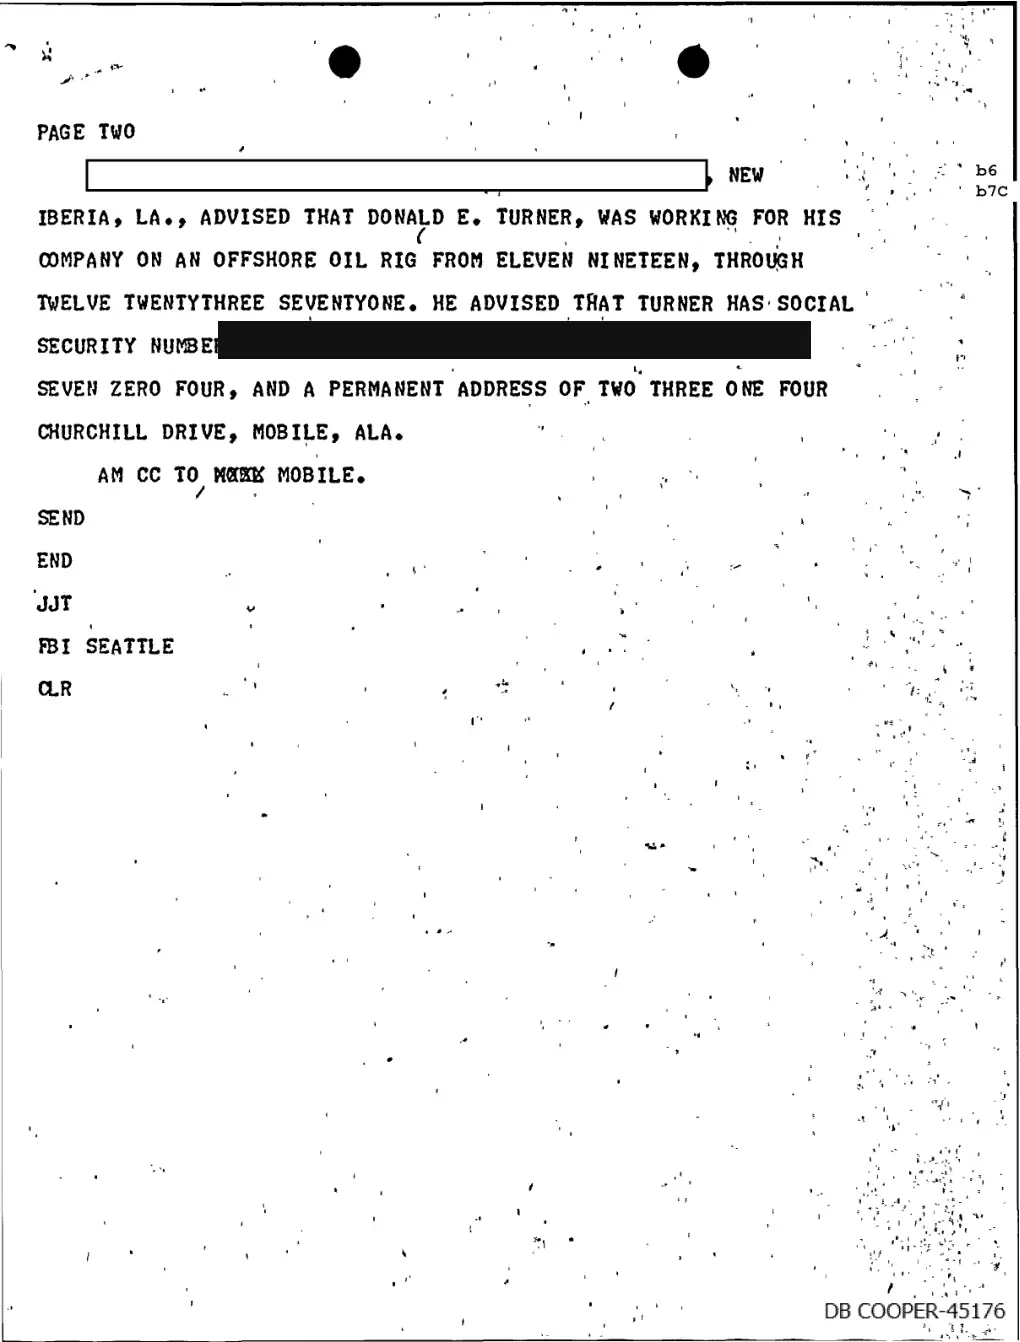 PAGE TWO
, NEW
b6
b7C
IBERIA, LA., ADVISED THAT DONALD E. TURNER, WAS WORKING FOR HIS
COMPANY ON AN OFFSHORE OIL RIG FROM ELEVEN NINETEEN, THROUGH
TWELVE TWENTYTHREE SEVENTYONE. HE ADVISED THAT TURNER HAS SOCIAL
SECURITY NUMBER
SEVEN ZERO FOUR, AND A PERMANENT ADDRESS OF TWO THREE ONE FOUR
CHURCHILL DRIVE, MOBILE, ALA.
AM CC TO MOBILE.
SEND
END
JJT
FBI SEATTLE
CLR
DB COOPER-45176